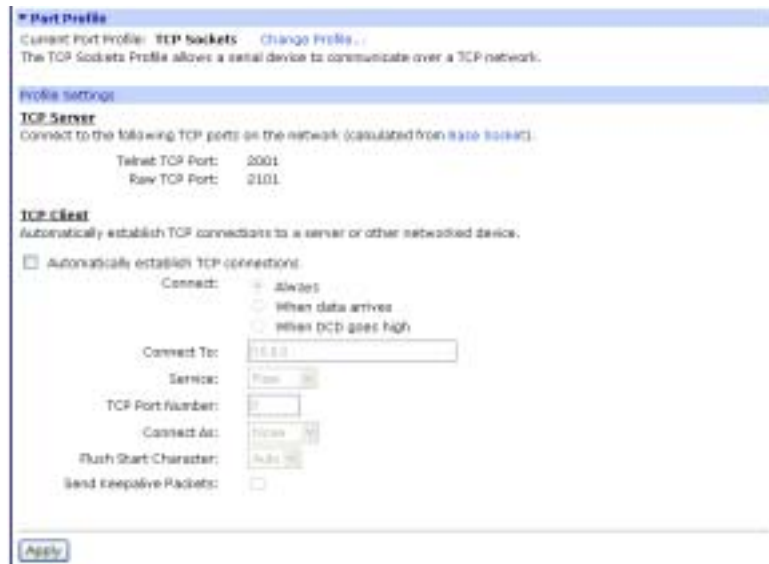 Port Profile
Current Port Profile: TCP Sockets Change Profile...
The TCP Sockets Profile allows a serial device to communicate over a TCP network.
Profile Settings
TCP Server
Connect to the following TCP ports on the network (calculated from Base Socket).
Telnet TCP Port: 2001
Raw TCP Port: 2101
TCP Client
Automatically establish TCP connections to a server or other networked device.
Automatically establish TCP connections
Connect: Always
When data arrives
When DCD goes high
Connect To:
Service: Raw
TCP Port Number: 0
Connect As: None
Flush Start Character: Auto
Send Keepalive Packets:
Apply